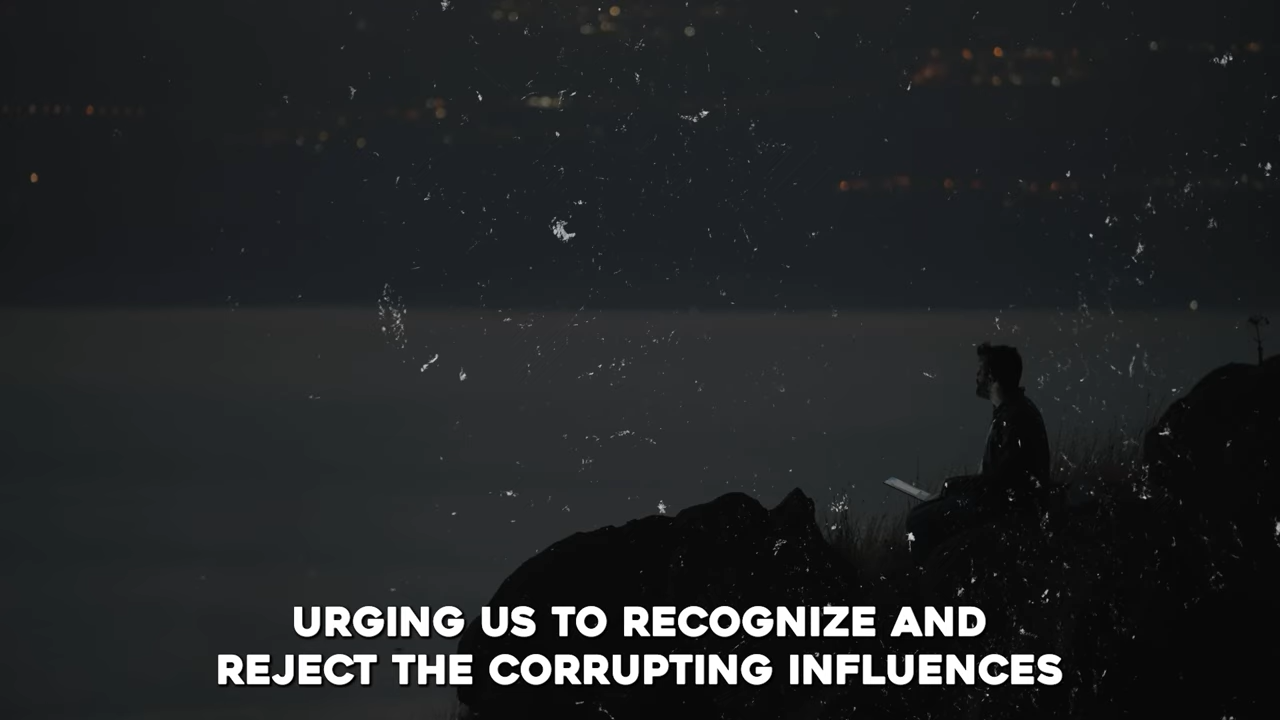 URGING US TO RECOGNIZE AND
REJECT THE CORRUPTING INFLUENCES